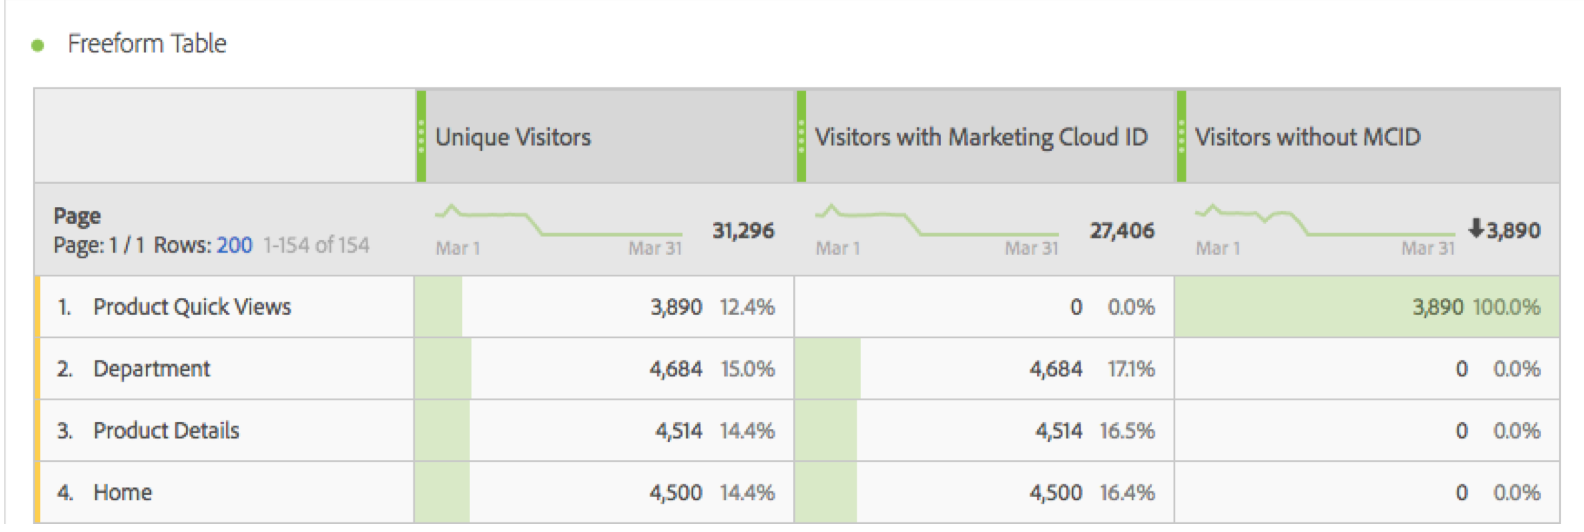 Freeform Table
Unique Visitors Visitors with Marketing Cloud ID Visitors without MCID
Page
Page: 1 / 1 Rows: 200 1-154 of 154
31,296 27,406 3,890
Mar 1 Mar 31 Mar 1 Mar 31 Mar 1 Mar 31
1. Product Quick Views 3,890 12.4% 0 0.0% 3,890 100.0%
2. Department 4,684 15.0% 4,684 17.1% 0 0.0%
3. Product Details 4,514 14.4% 4,514 16.5% 0 0.0%
4. Home 4,500 14.4% 4,500 16.4% 0 0.0%